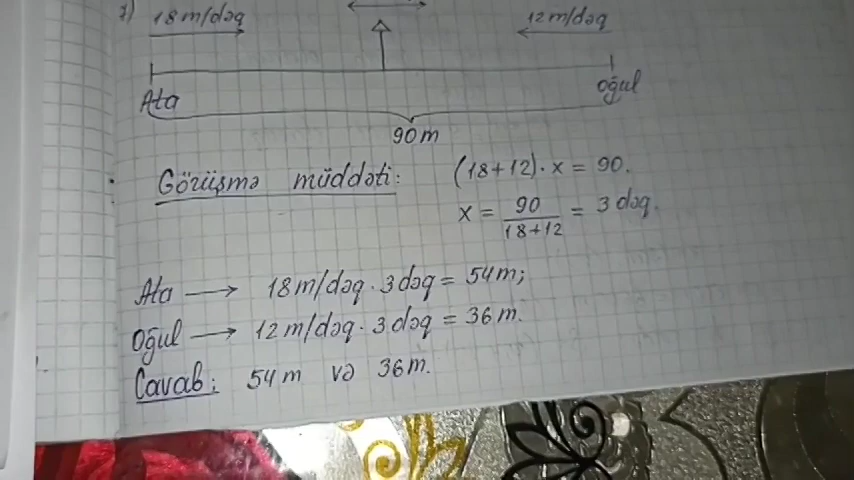 7) 18 m/dəq 12 m/dəq
Ata Oğul
90 m
Görüşmə müddəti: (18+12)·x = 90.
x = 90/18+12 = 3 dəq.
Ata → 18 m/dəq · 3 dəq = 54 m;
Oğul → 12 m/dəq · 3 dəq = 36 m.
Cavab: 54 m və 36 m.